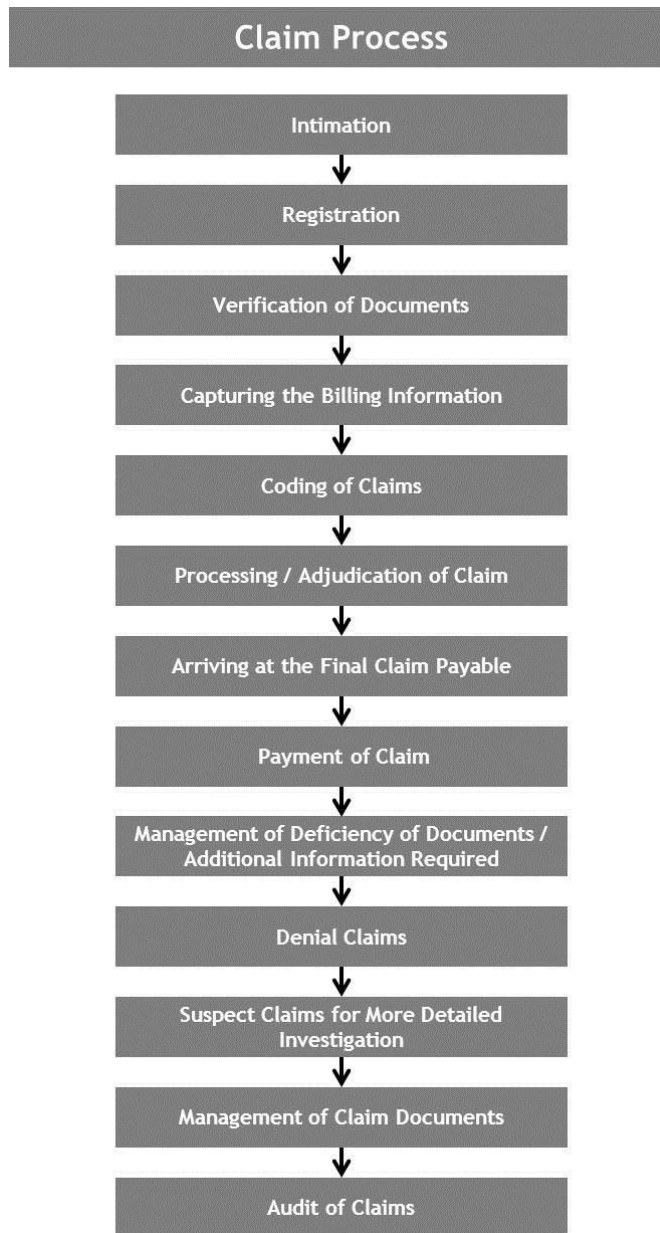 Claim Process
Intimation
Registration
Verification of Documents
Capturing the Billing Information
Coding of Claims
Processing / Adjudication of Claim
Arriving at the Final Claim Payable
Payment of Claim
Management of Deficiency of Documents /
Additional Information Required
Denial Claims
Suspect Claims for More Detailed
Investigation
Management of Claim Documents
Audit of Claims